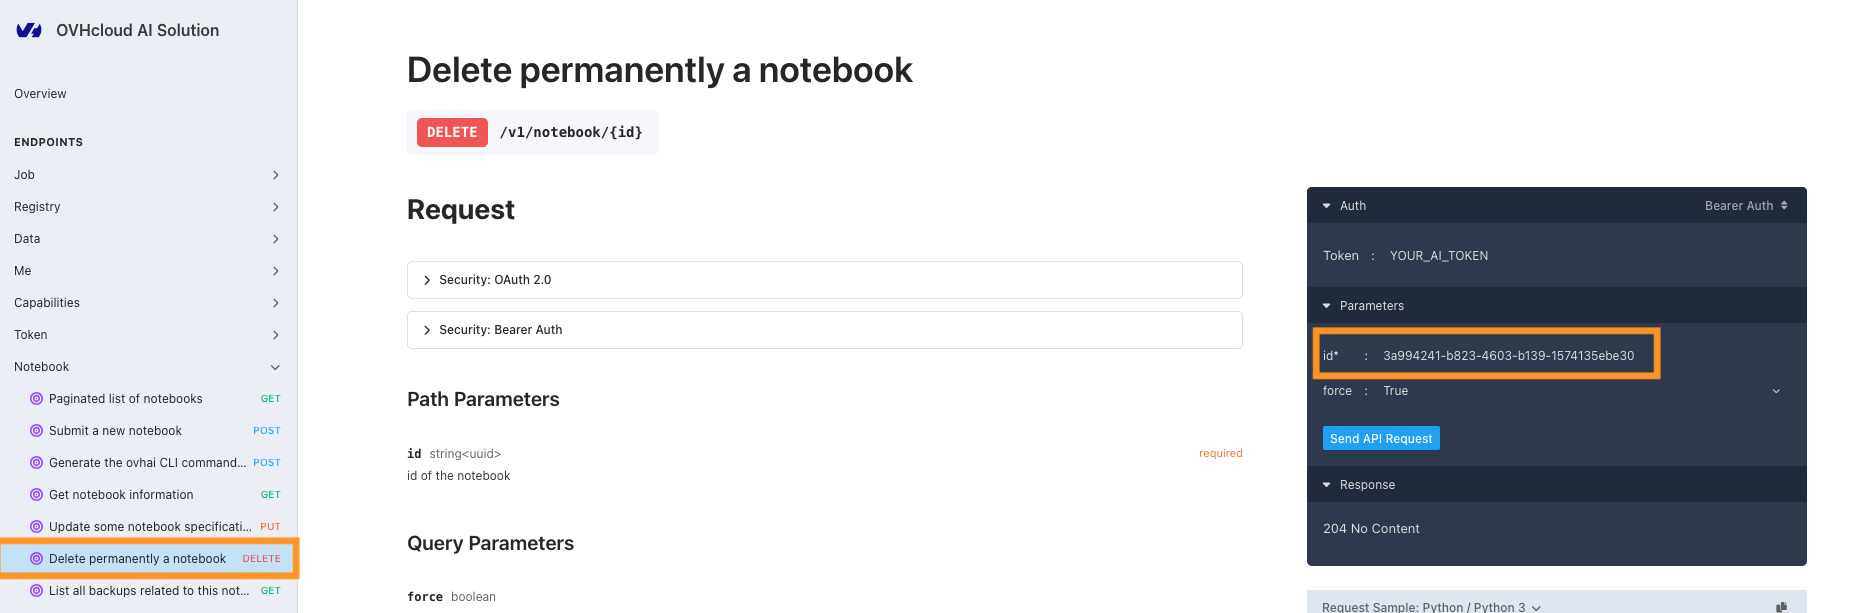 OVHcloud AI Solution
Overview
ENDPOINTS
Job
Registry
Data
Me
Capabilities
Token
Notebook
Paginated list of notebooks GET
Submit a new notebook POST
Generate the ovhai CLI command... POST
Get notebook information GET
Update some notebook specificati... PUT
Delete permanently a notebook DELETE
List all backups related to this not... GET
Delete permanently a notebook
DELETE /v1/notebook/{id}
Request
Security: OAuth 2.0
Security: Bearer Auth
Path Parameters
id string<uuid> required
id of the notebook
Query Parameters
force boolean
Auth Bearer Auth
Token : YOUR_AI_TOKEN
Parameters
id* : 3a994241-b823-4603-b139-1574135ebe30
force : True
Send API Request
Response
204 No Content
Request Sample: Python / Python 3